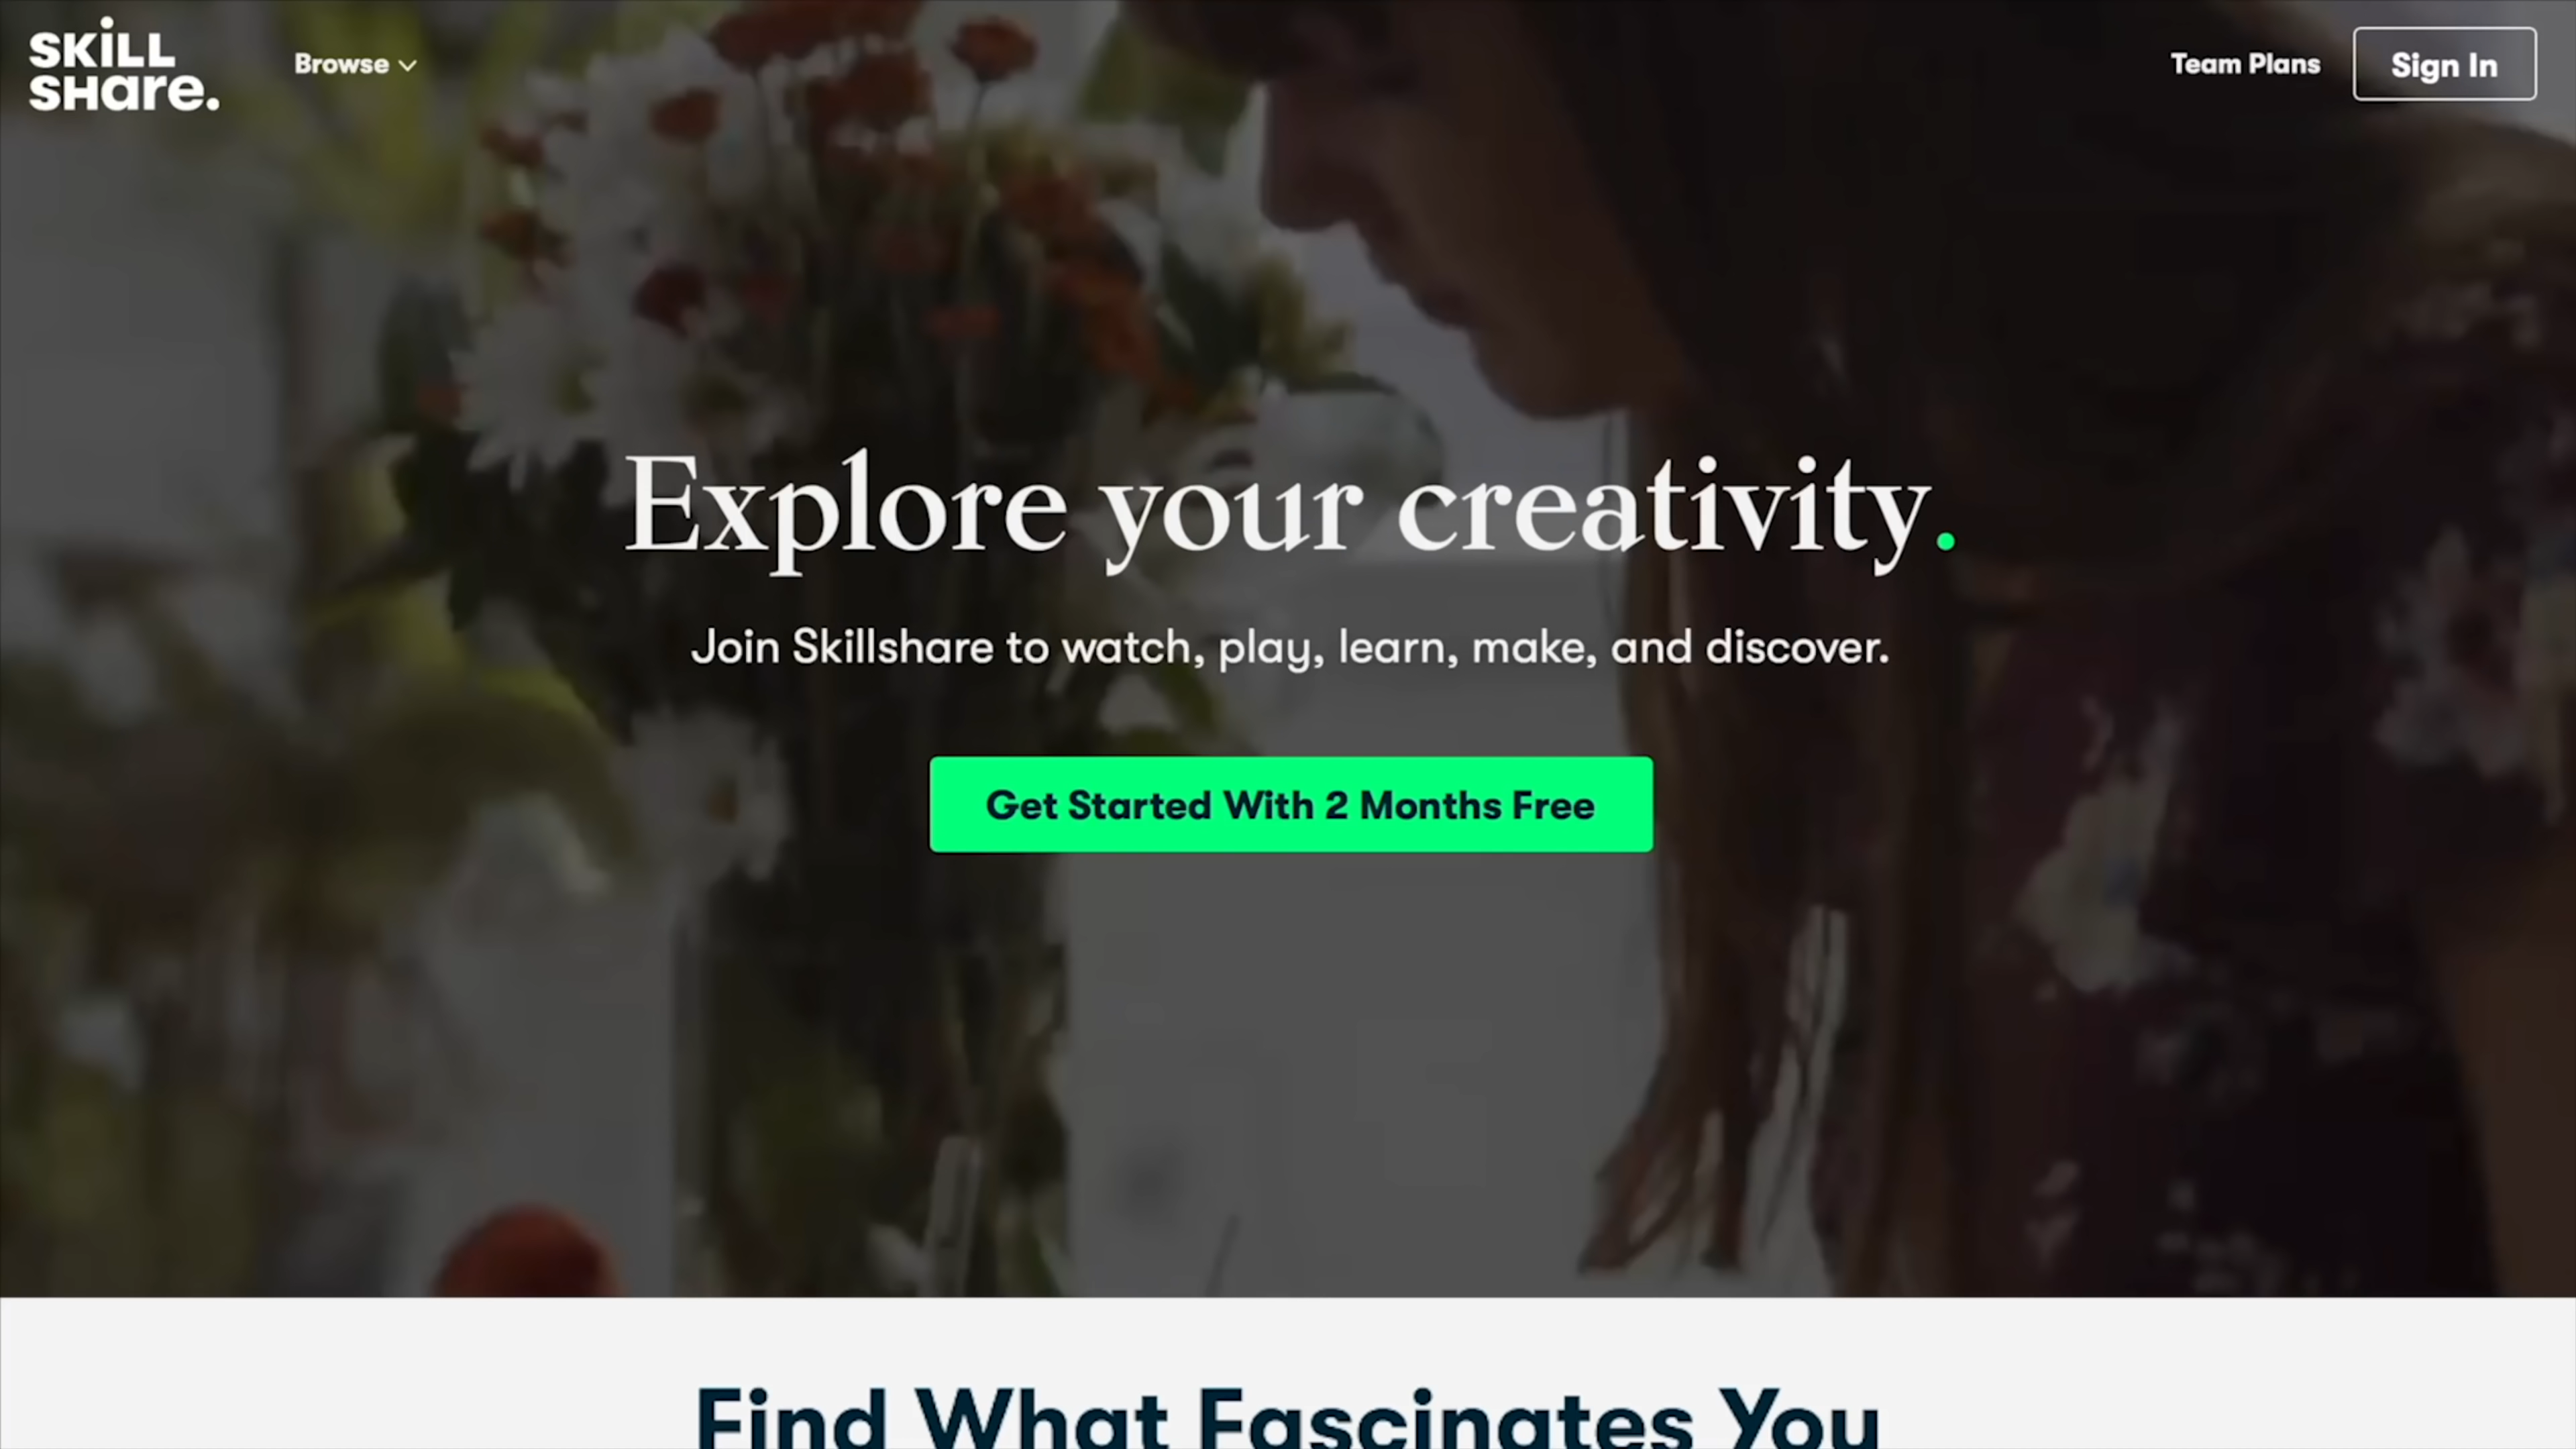 SKiLL
SHare.
Browse
Team Plans
Sign In
Explore your creativity.
Join Skillshare to watch, play, learn, make, and discover.
Get Started With 2 Months Free
Find What Fascinates You